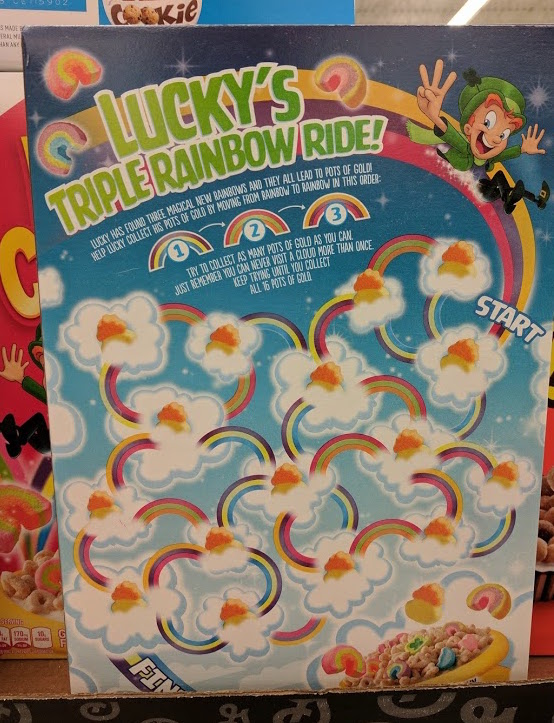 Cookie
LUCKY'S
TRIPLE RAINBOW RIDE!
LUCKY HAS FOUND THREE MAGICAL NEW RAINBOWS AND THEY ALL LEAD TO POTS OF GOLD!
HELP LUCKY COLLECT HIS POTS OF GOLD BY MOVING FROM RAINBOW TO RAINBOW IN THIS ORDER:
1 2 3
TRY TO COLLECT AS MANY POTS OF GOLD AS YOU CAN.
JUST REMEMBER YOU CAN NEVER VISIT A CLOUD MORE THAN ONCE.
KEEP TRYING UNTIL YOU COLLECT
ALL 16 POTS OF GOLD.
START
FIN